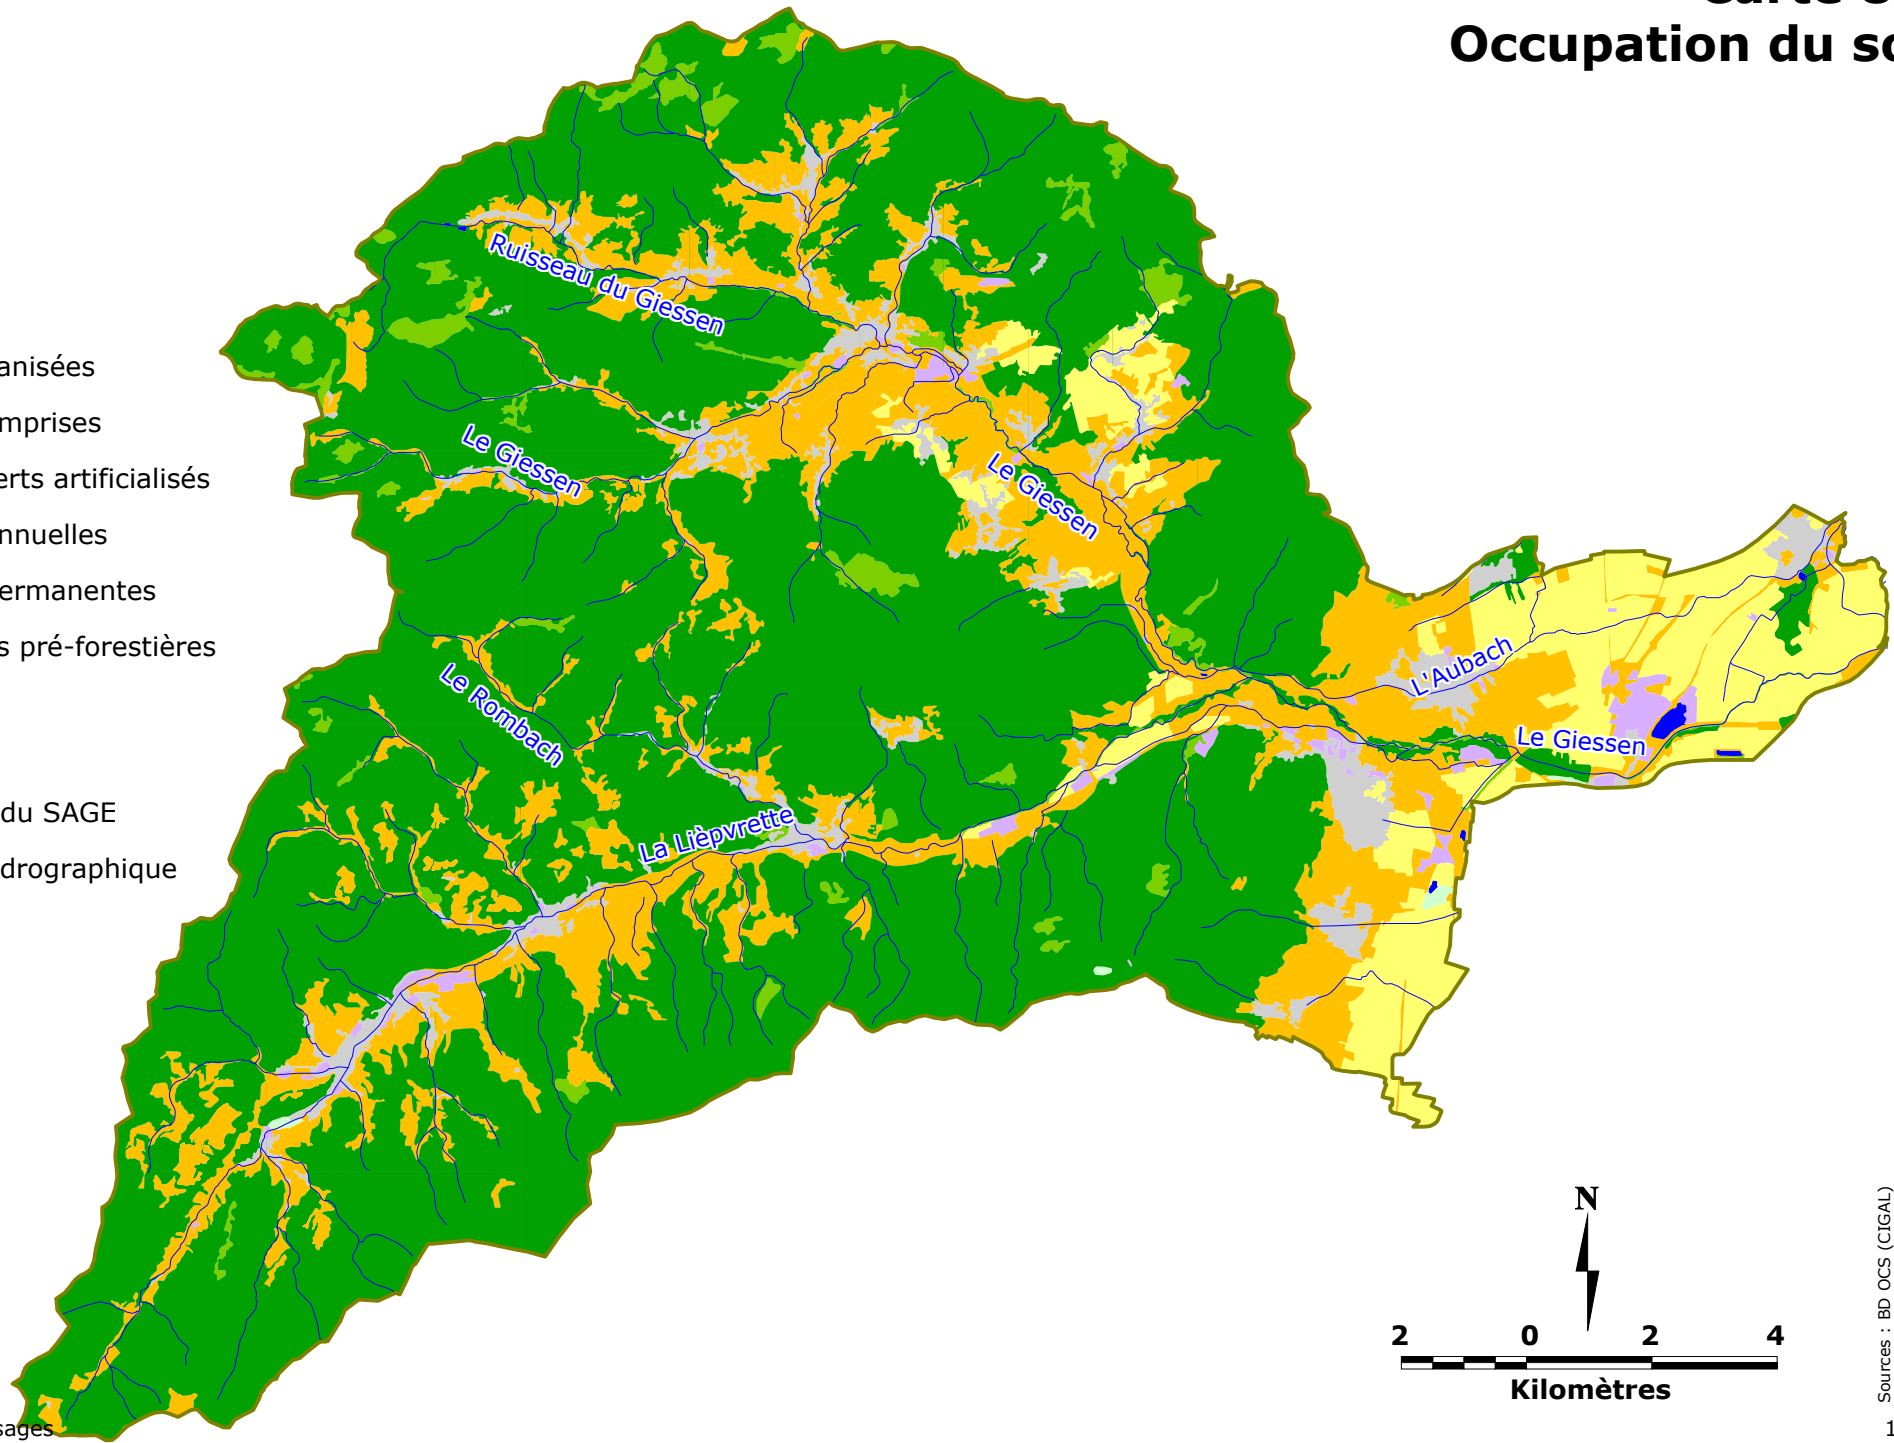 Occupation du so
anisées
mprises
erts artificialisés
nnuelles
ermanentes
s pré-forestières
du SAGE
drographique
Ruisseau du Giessen
Le Giessen
Le Giessen
Le Rombach
L'Aubach
Le Giessen
La Lièpvrette
N
2 0 2 4
Kilomètres
Sources : BD OCS (CIGAL)
sages
1